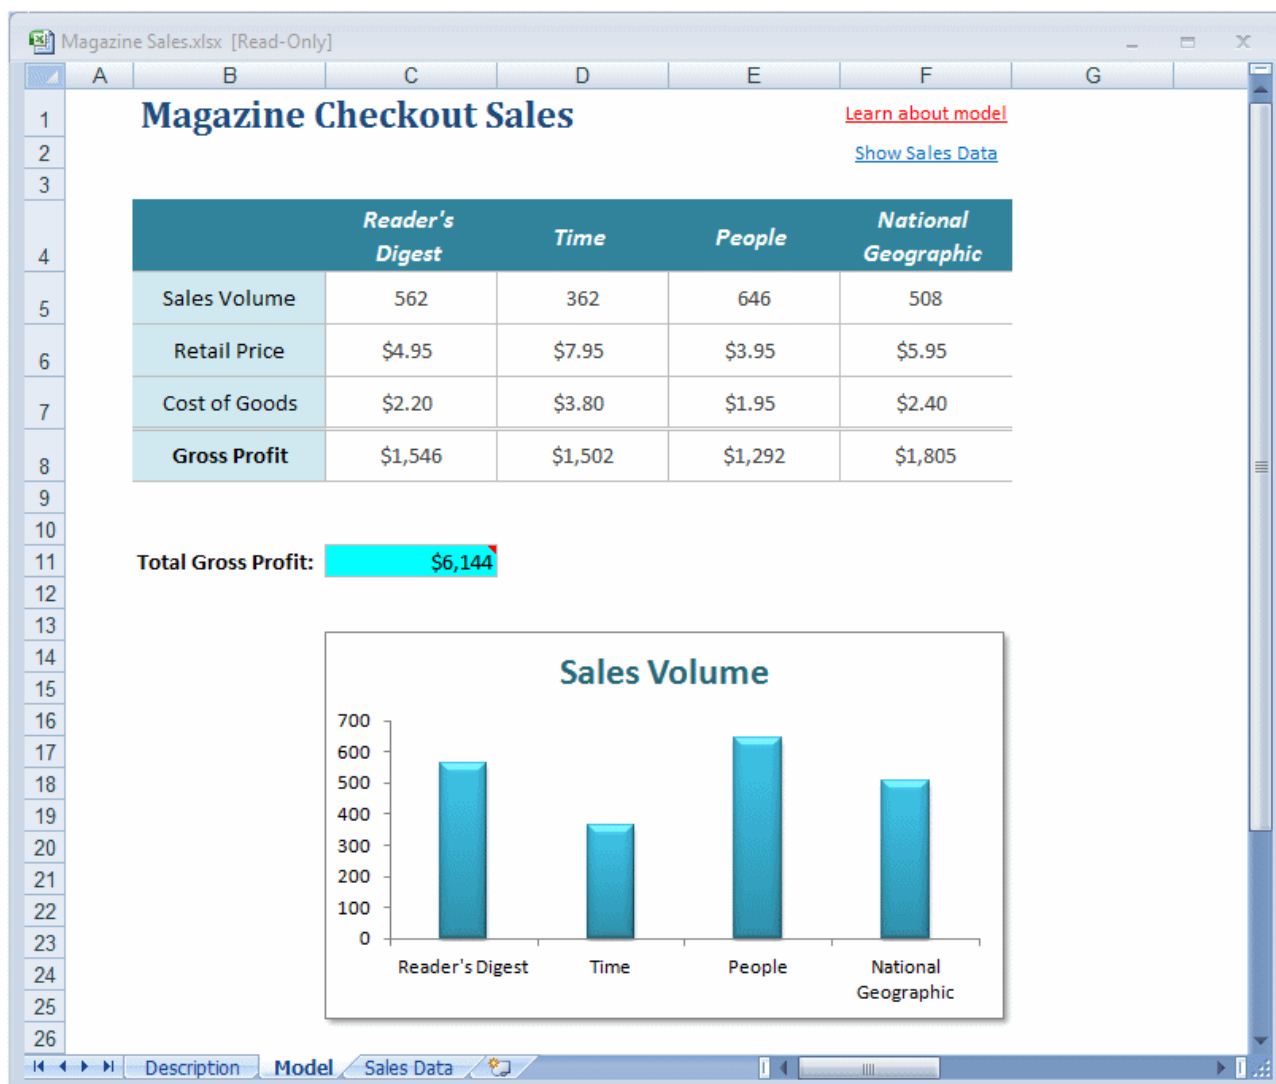 Magazine Sales.xlsx [Read-Only]
A B C D E F G
1 Magazine Checkout Sales Learn about model
2 Show Sales Data
3
Reader's National
4 Time People
Digest Geographic
5 Sales Volume 562 362 646 508
6 Retail Price $4.95 $7.95 $3.95 $5.95
7 Cost of Goods $2.20 $3.80 $1.95 $2.40
8 Gross Profit $1,546 $1,502 $1,292 $1,805
9
10
11 Total Gross Profit: $6,144
12
13
14
Sales Volume
15
16 700
17 600
18 500
19 400
20 300
21 200
22 100
23 0
24 Reader's Digest Time People National
25 Geographic
26
Description Model Sales Data